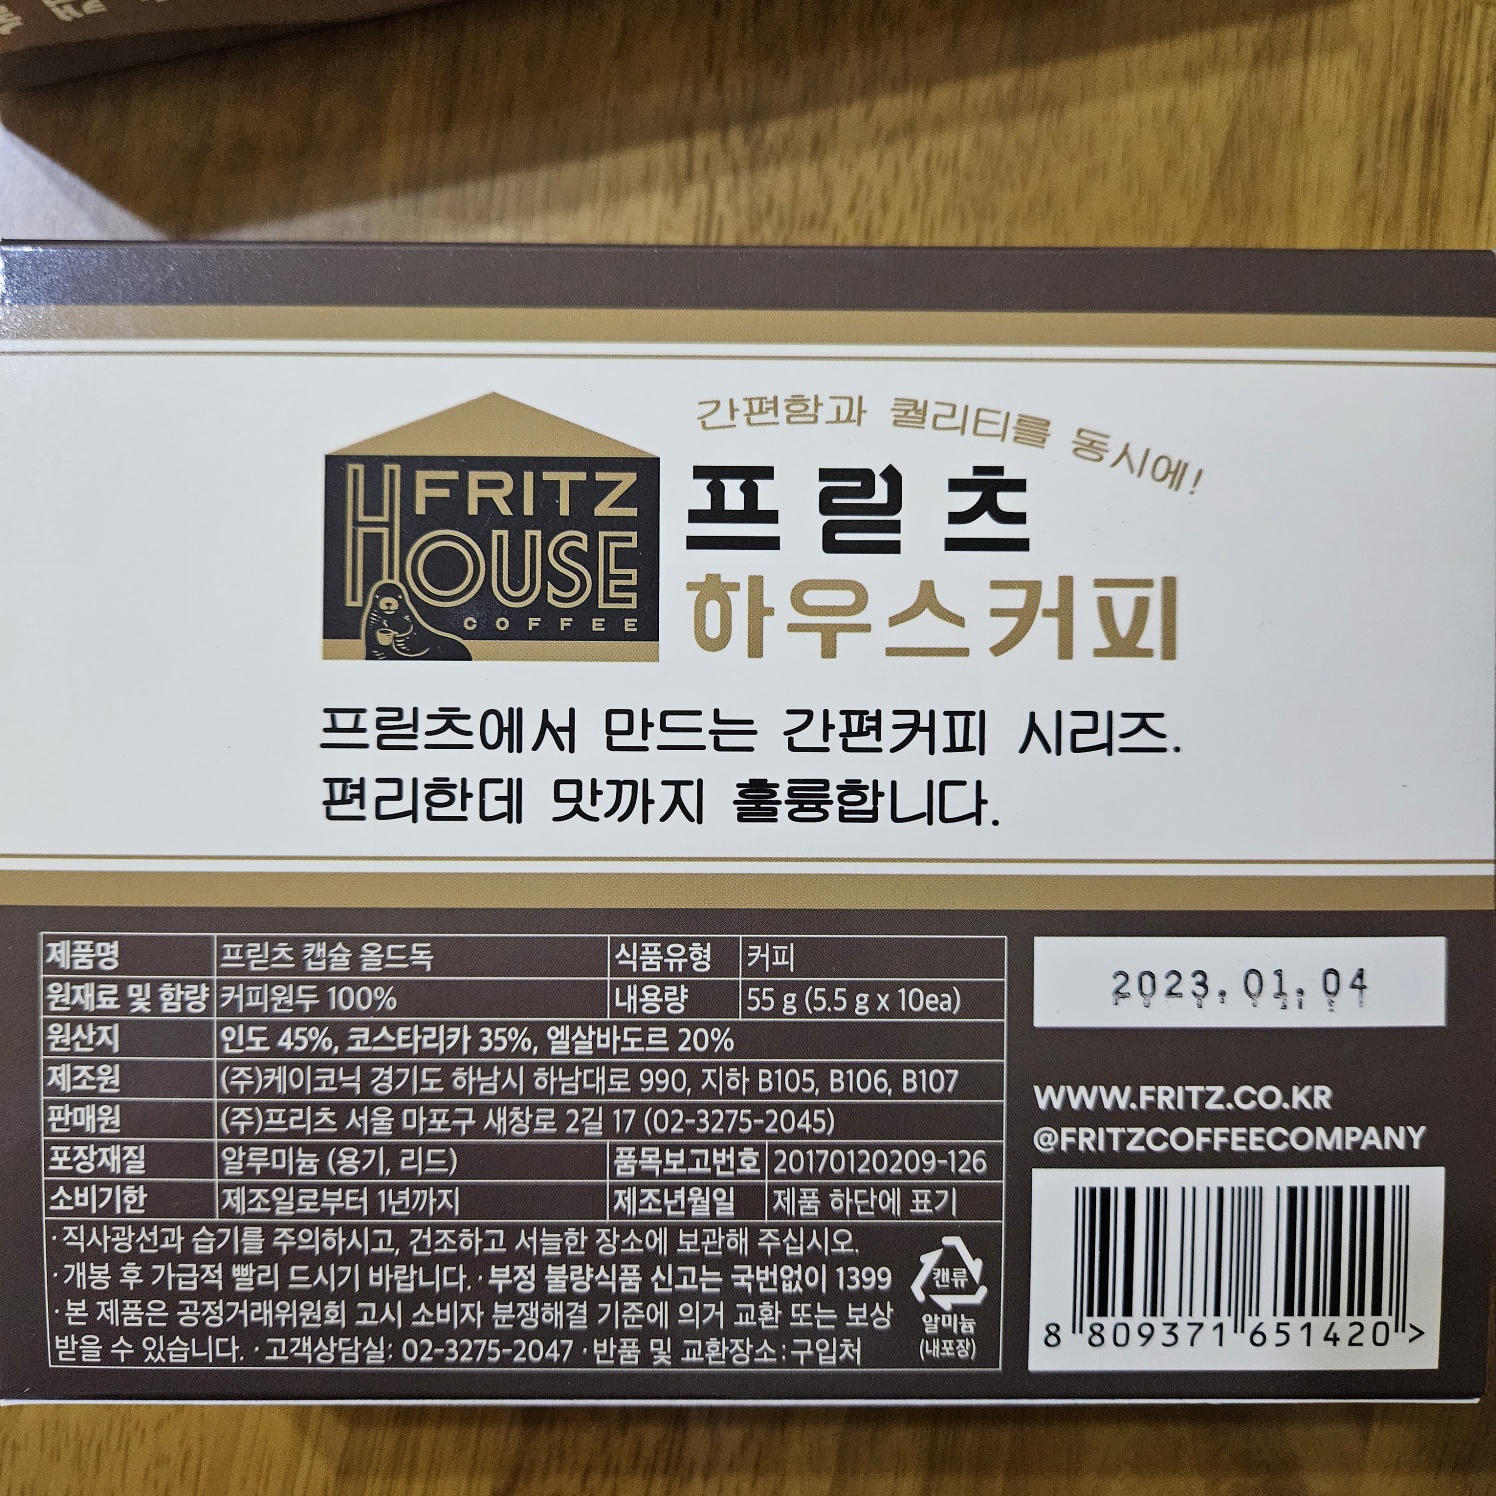 간편함과 퀄리티를 동시에!
FRITZ
HOUSE
COFFEE
프릳츠
하우스커피
프릳츠에서 만드는 간편커피 시리즈.
편리한데 맛까지 훌륭합니다.
제품명 프릳츠 캡슐 올드독 식품유형 커피
원재료 및 함량 커피원두 100% 내용량 55 g (5.5 g x 10ea)
원산지 인도 45%, 코스타리카 35%, 엘살바도르 20%
제조원 (주)케이코닉 경기도 하남시 하남대로 990, 지하 B105, B106, B107
판매원 (주)프리츠 서울 마포구 새창로 2길 17 (02-3275-2045)
포장재질 알루미늄 (용기, 리드) 품목보고번호 20170120209-126
소비기한 제조일로부터 1년까지 제조년월일 제품 하단에 표기
·직사광선과 습기를 주의하시고, 건조하고 서늘한 장소에 보관해 주십시오.
·개봉 후 가급적 빨리 드시기 바랍니다. ·부정 불량식품 신고는 국번없이 1399
·본 제품은 공정거래위원회 고시 소비자 분쟁해결 기준에 의거 교환 또는 보상
받을 수 있습니다. ·고객상담실: 02-3275-2047 ·반품 및 교환장소:구입처
캔류
알미늄
(내포장)
2023.01.04
WWW.FRITZ.CO.KR
@FRITZCOFFEECOMPANY
8 809371 651420 >